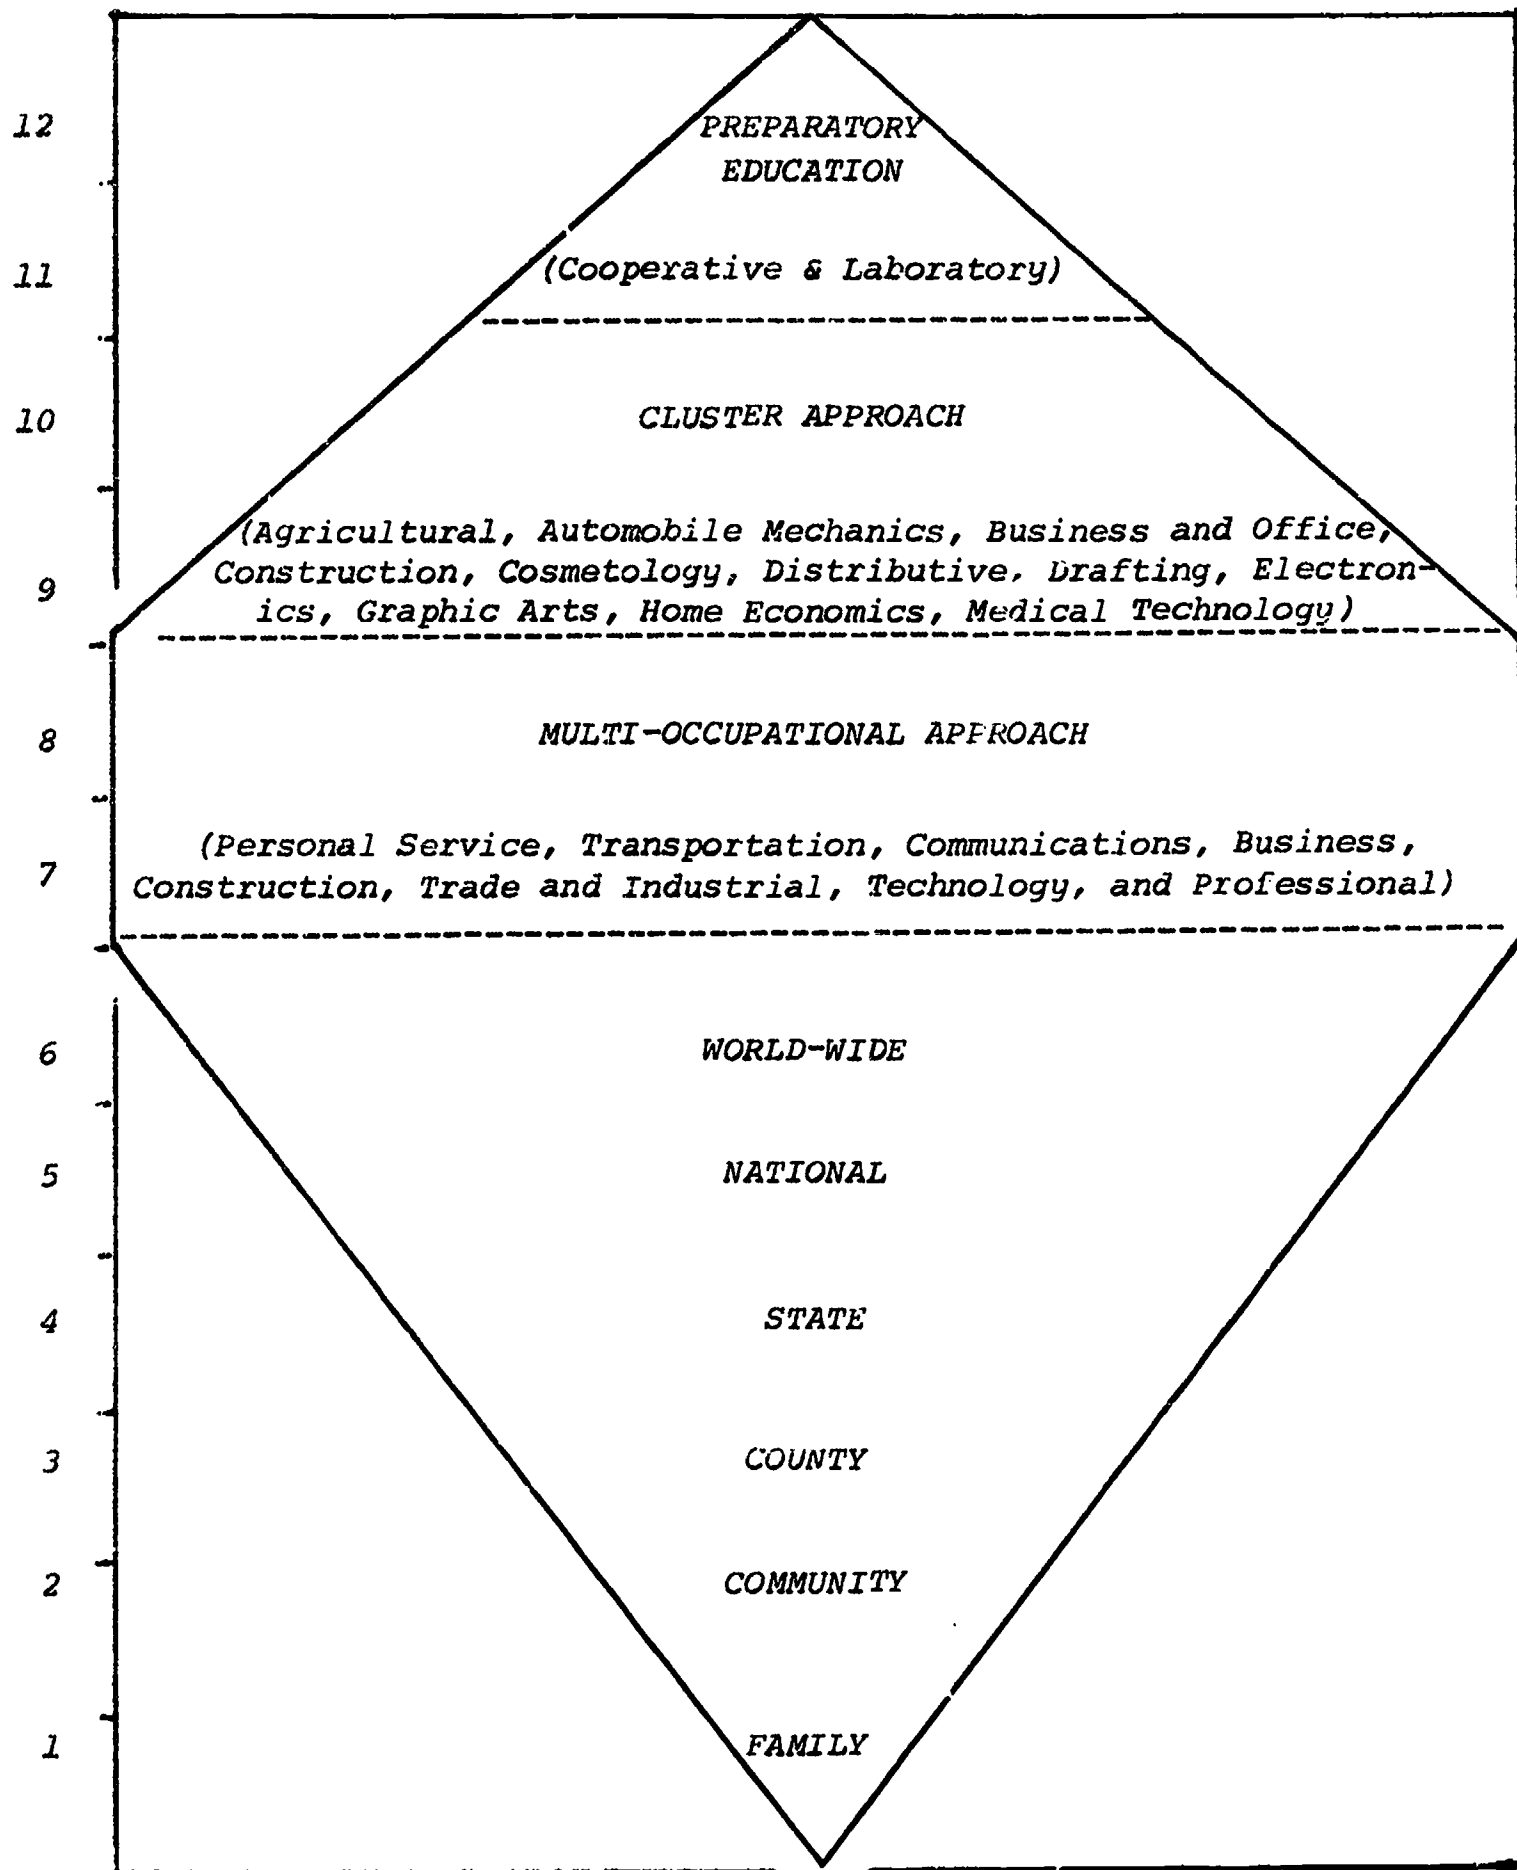 12
PREPARATORY
EDUCATION
11
(Cooperative & Laboratory)
10
CLUSTER APPROACH
(Agricultural, Automobile Mechanics, Business and Office,
9
Construction, Cosmetology, Distributive, Drafting, Electron-
ics, Graphic Arts, Home Economics, Medical Technology)
8
MULTI-OCCUPATIONAL APPROACH
(Personal Service, Transportation, Communications, Business,
7
Construction, Trade and Industrial, Technology, and Professional)
6
WORLD-WIDE
5
NATIONAL
4
STATE
3
COUNTY
2
COMMUNITY
1
FAMILY